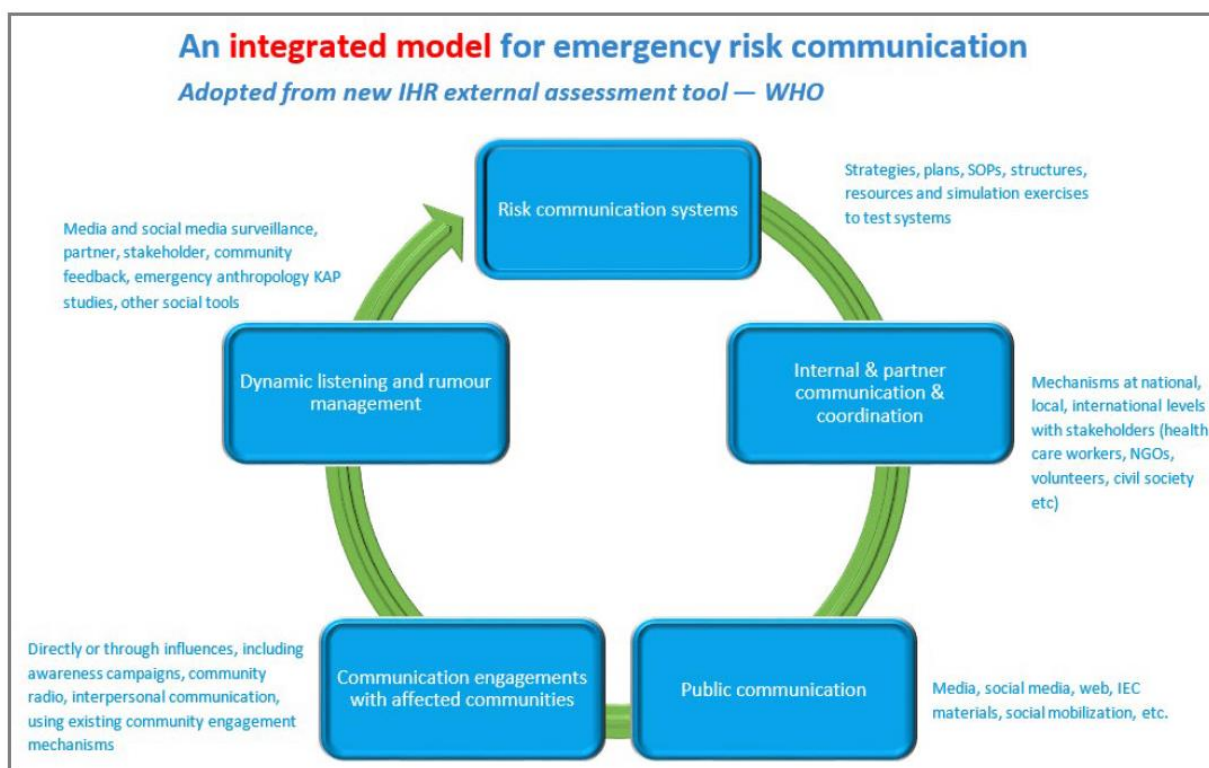 An integrated model for emergency risk communication
Adopted from new IHR external assessment tool — WHO
Risk communication systems
Strategies, plans, SOPs, structures,
resources and simulation exercises
to test systems
Internal & partner
communication &
coordination
Mechanisms at national,
local, international levels
with stakeholders (health
care workers, NGOs,
volunteers, civil society
etc)
Public communication
Media, social media, web, IEC
materials, social mobilization, etc.
Communication engagements
with affected communities
Directly or through influences, including
awareness campaigns, community
radio, interpersonal communication,
using existing community engagement
mechanisms
Dynamic listening and rumour
management
Media and social media surveillance,
partner, stakeholder, community
feedback, emergency anthropology KAP
studies, other social tools